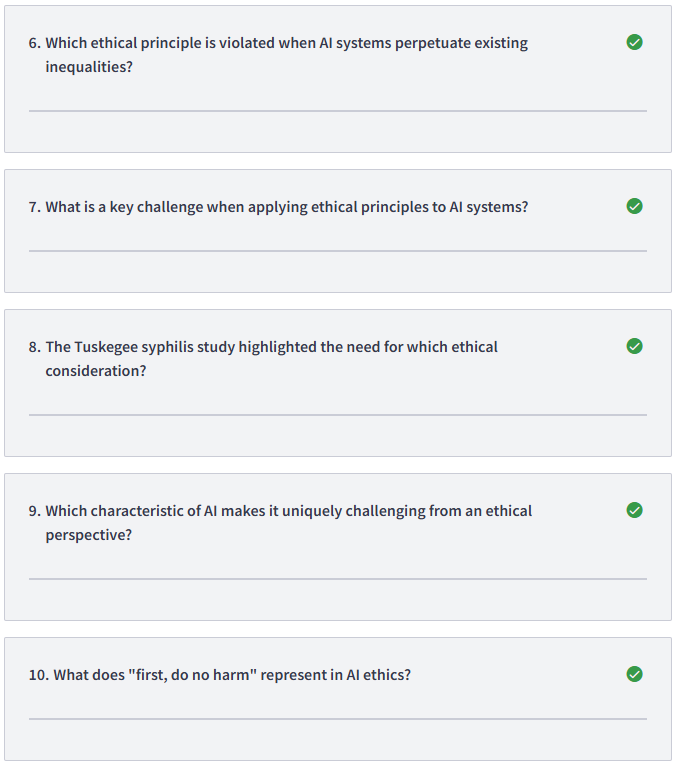 6. Which ethical principle is violated when AI systems perpetuate existing
inequalities?
7. What is a key challenge when applying ethical principles to AI systems?
8. The Tuskegee syphilis study highlighted the need for which ethical
consideration?
9. Which characteristic of AI makes it uniquely challenging from an ethical
perspective?
10. What does "first, do no harm" represent in AI ethics?